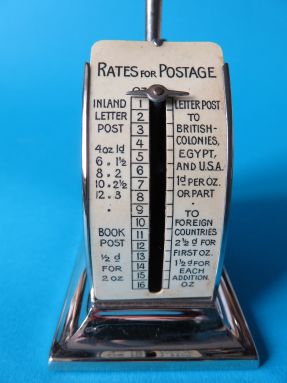 RATES FOR POSTAGE
OZ
INLAND
LETTER
POST
4 oz 1d
6 . 1½
8 . 2
10 . 2½
12 . 3
BOOK
POST
½ d
FOR
2 oz
1
2
3
4
5
6
7
8
9
10
11
12
13
14
15
16
LETTER POST
TO
BRITISH-
COLONIES,
EGYPT,
AND U.S.A.
1d PER OZ.
OR PART
TO
FOREIGN
COUNTRIES
2½ d FOR
FIRST OZ.
1½ d FOR
EACH
ADDITION.
OZ